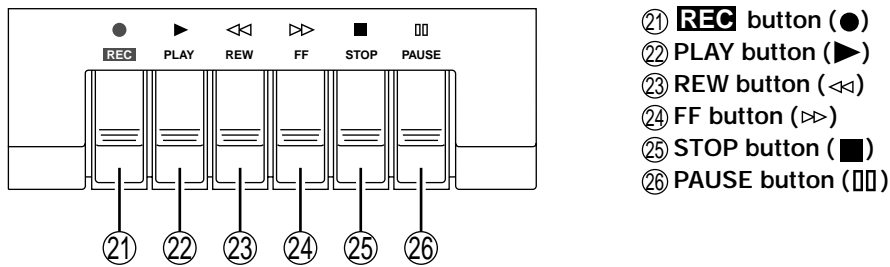 ● ▶ ◁◁ ▷▷ ■ ▯▯
REC PLAY REW FF STOP PAUSE
㉑ ㉒ ㉓ ㉔ ㉕ ㉖
㉑ REC button (●)
㉒ PLAY button (▶)
㉓ REW button (◁◁)
㉔ FF button (▷▷)
㉕ STOP button (■)
㉖ PAUSE button (▯▯)